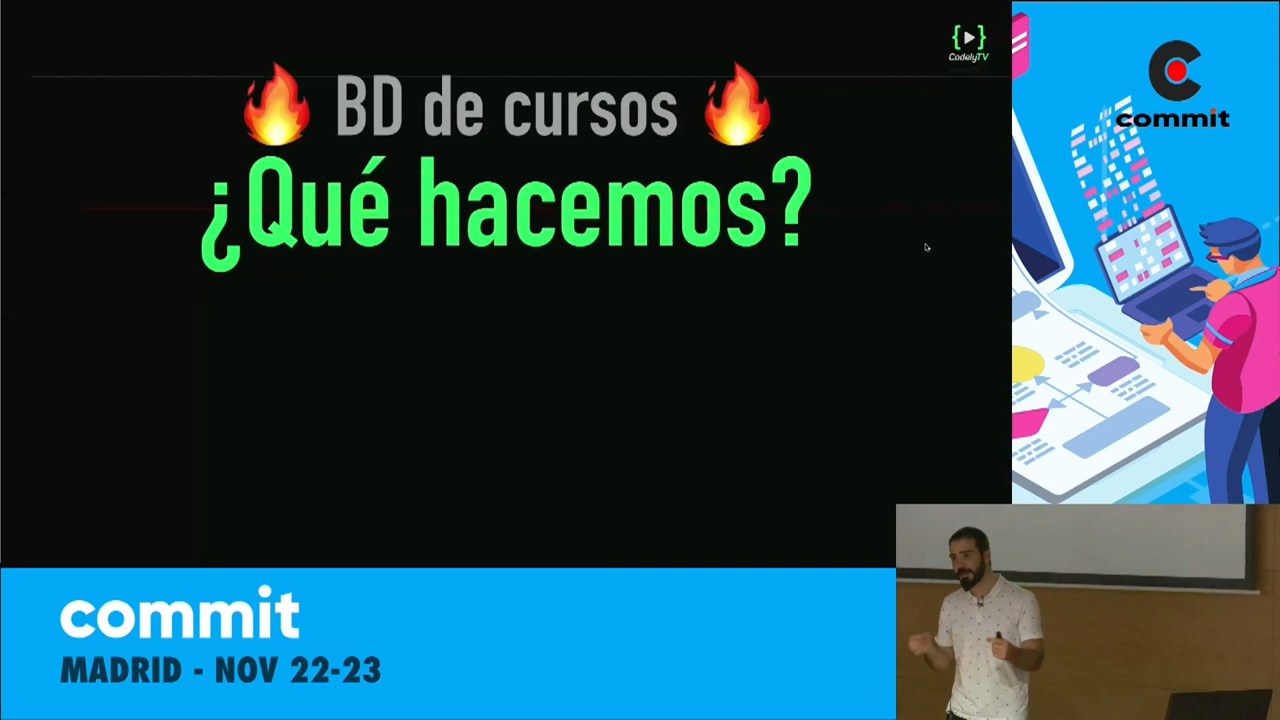 CodelyTV
🔥 BD de cursos 🔥
¿Qué hacemos?
commit
commit
MADRID - NOV 22-23